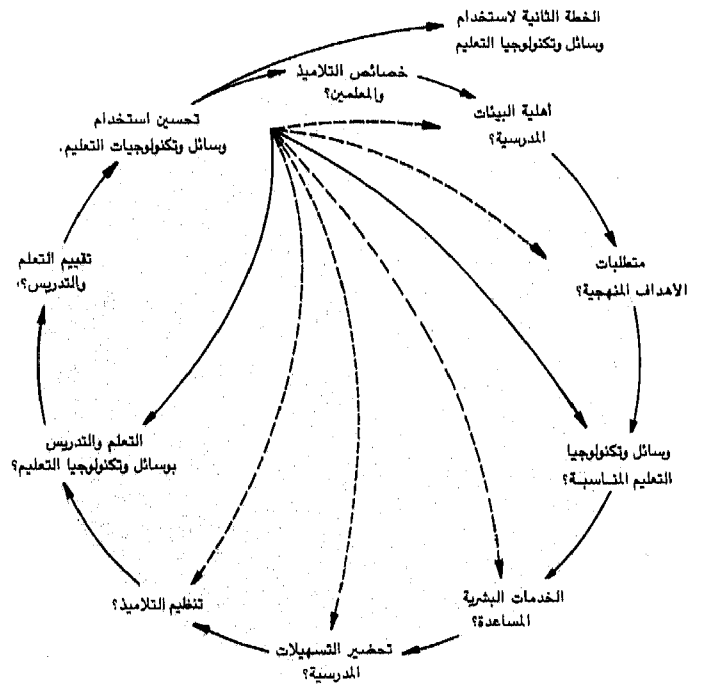 الخطة الثانية لاستخدام
وسائل وتكنولوجيا التعليم
خصائص التلاميذ
والمعلمين؟
أهلية البيئات
المدرسية؟
متطلبات
الأهداف المنهجية؟
وسائل وتكنولوجيا
التعليم المناسبة؟
الخدمات البشرية
المساعدة؟
تحضير التسهيلات
المدرسية؟
تنظيم التلاميذ؟
التعلم والتدريس
بوسائل وتكنولوجيا التعليم؟
تقييم التعلم
والتدريس؟
تحسين استخدام
وسائل وتكنولوجيات التعليم.